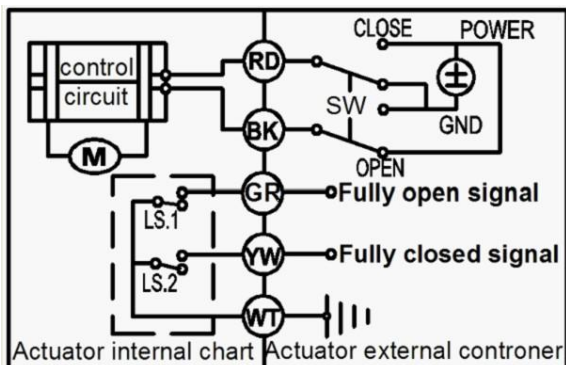 CLOSE POWER
RD
control
circuit
SW
±
GND
BK
M
OPEN
GR
Fully open signal
LS.1
YW
Fully closed signal
LS.2
WT
Actuator internal chart
Actuator external controner